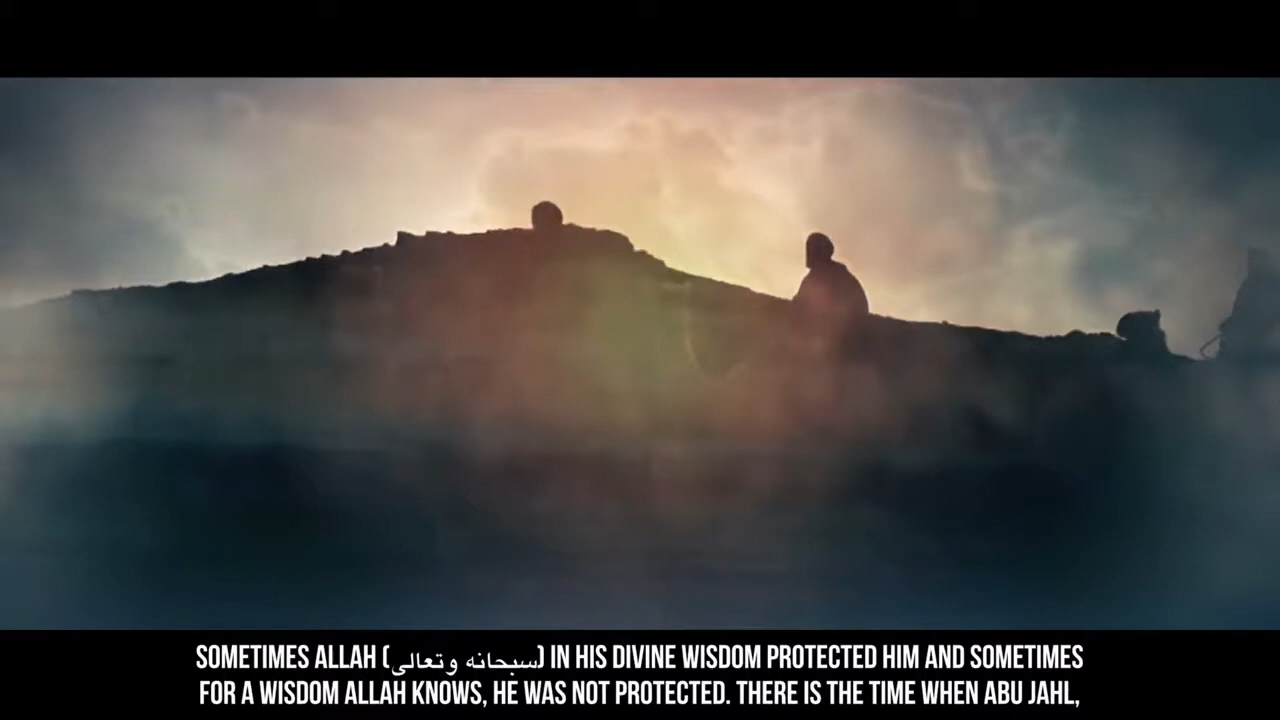 SOMETIMES ALLAH (سبحانه وتعالى) IN HIS DIVINE WISDOM PROTECTED HIM AND SOMETIMES
FOR A WISDOM ALLAH KNOWS, HE WAS NOT PROTECTED. THERE IS THE TIME WHEN ABU JAHL,